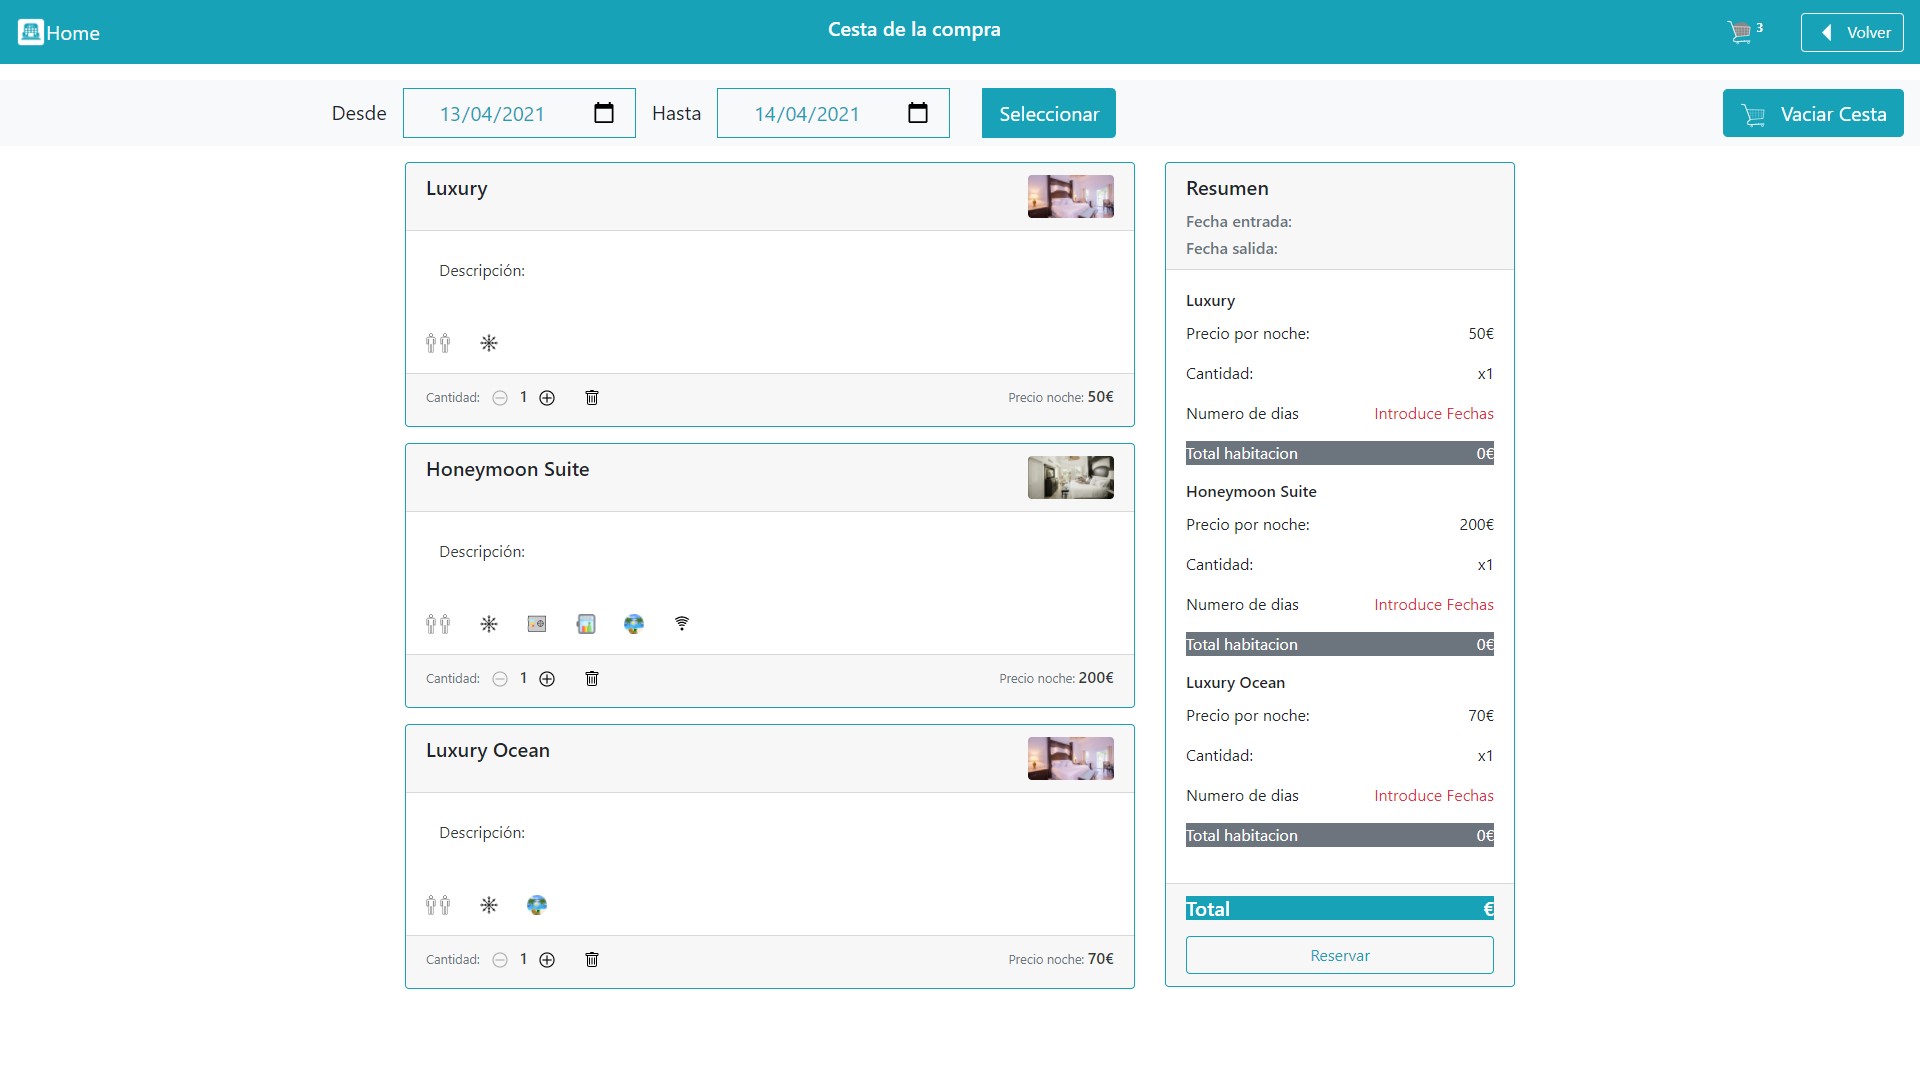 Home
Cesta de la compra
3
Volver
Desde
13/04/2021
Hasta
14/04/2021
Seleccionar
Vaciar Cesta
Luxury
Descripción:
Cantidad: 1
Precio noche: 50€
Honeymoon Suite
Descripción:
Cantidad: 1
Precio noche: 200€
Luxury Ocean
Descripción:
Cantidad: 1
Precio noche: 70€
Resumen
Fecha entrada:
Fecha salida:
Luxury
Precio por noche: 50€
Cantidad: x1
Numero de dias Introduce Fechas
Total habitacion 0€
Honeymoon Suite
Precio por noche: 200€
Cantidad: x1
Numero de dias Introduce Fechas
Total habitacion 0€
Luxury Ocean
Precio por noche: 70€
Cantidad: x1
Numero de dias Introduce Fechas
Total habitacion 0€
Total €
Reservar